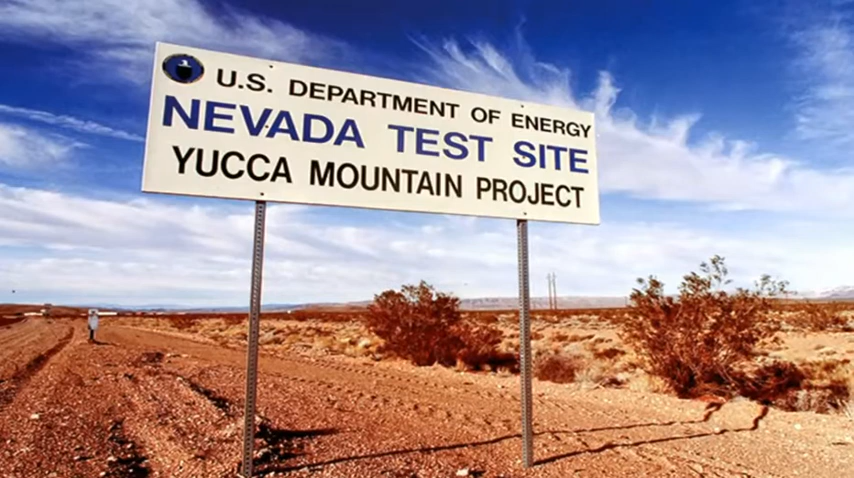 U.S. DEPARTMENT OF ENERGY
NEVADA TEST SITE
YUCCA MOUNTAIN PROJECT